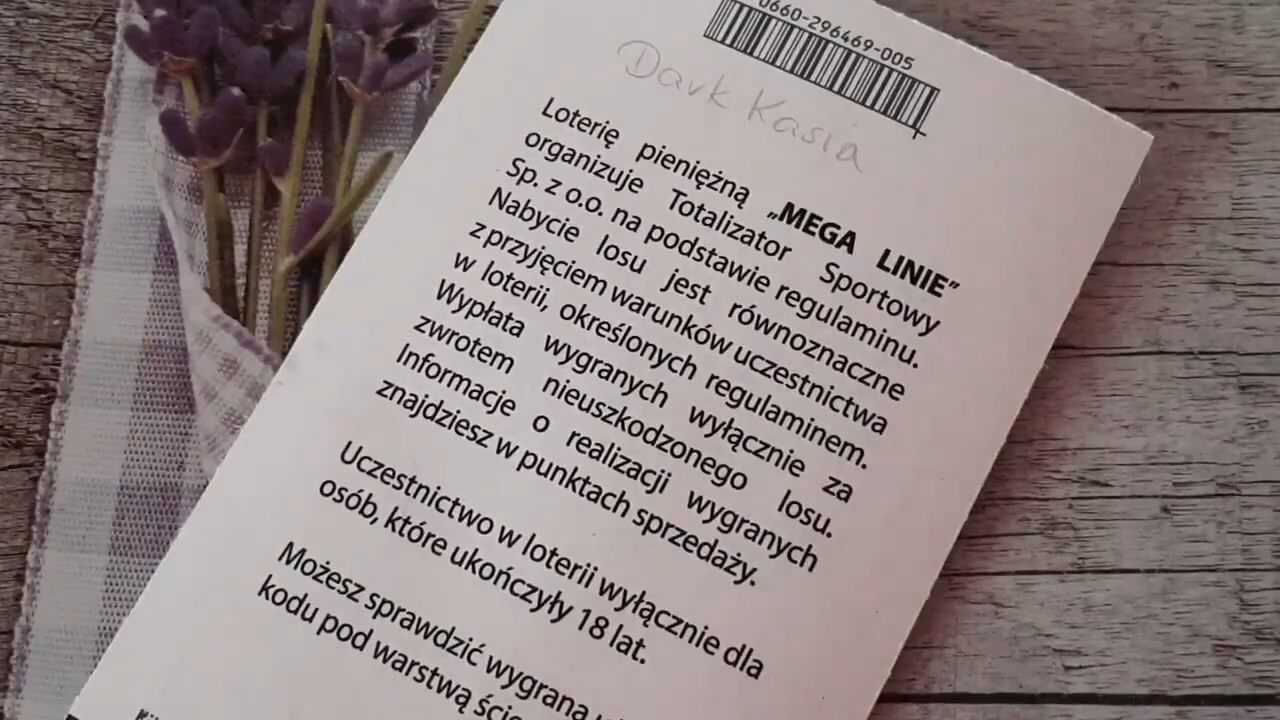 0660-296469-005
Dark Kasia
Loterię pieniężną „MEGA LINIE”
organizuje Totalizator Sportowy
Sp. z o.o. na podstawie regulaminu.
Nabycie losu jest równoznaczne
z przyjęciem warunków uczestnictwa
w loterii, określonych regulaminem.
Wypłata wygranych wyłącznie za
zwrotem nieuszkodzonego losu.
Informacje o realizacji wygranych
znajdziesz w punktach sprzedaży.
Uczestnictwo w loterii wyłącznie dla
osób, które ukończyły 18 lat.
Możesz sprawdzić wygraną
kodu pod warstwą